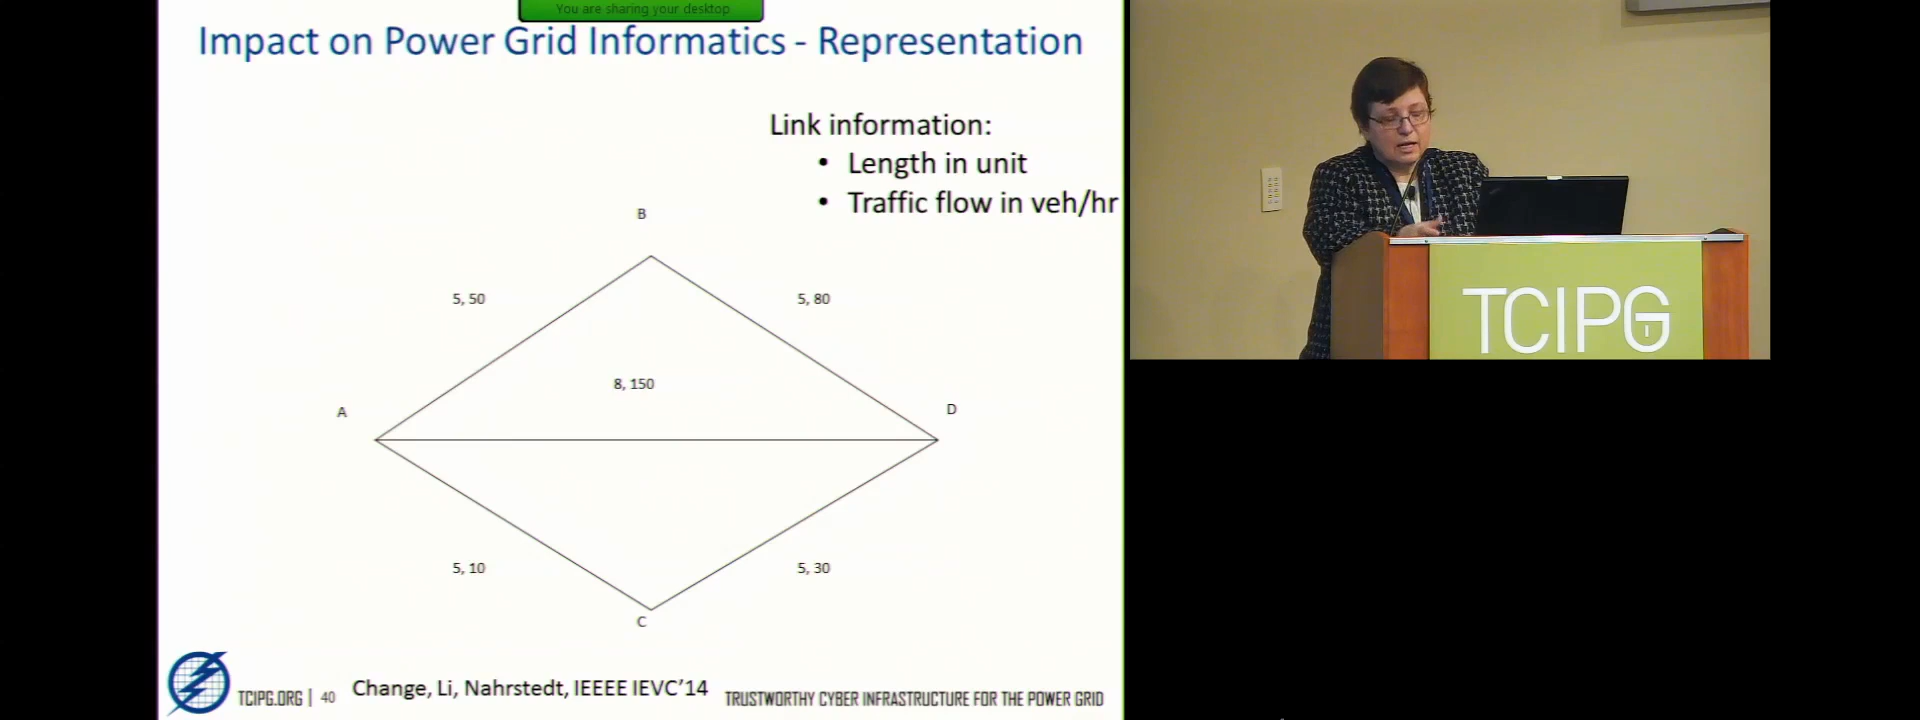 You are sharing your desktop
Impact on Power Grid Informatics - Representation
Link information:
• Length in unit
• Traffic flow in veh/hr
B
5, 50
5, 80
8, 150
A
D
5, 10
5, 30
C
TCIPG.ORG | 40
Change, Li, Nahrstedt, IEEEE IEVC'14
TRUSTWORTHY CYBER INFRASTRUCTURE FOR THE POWER GRID
TCIPG